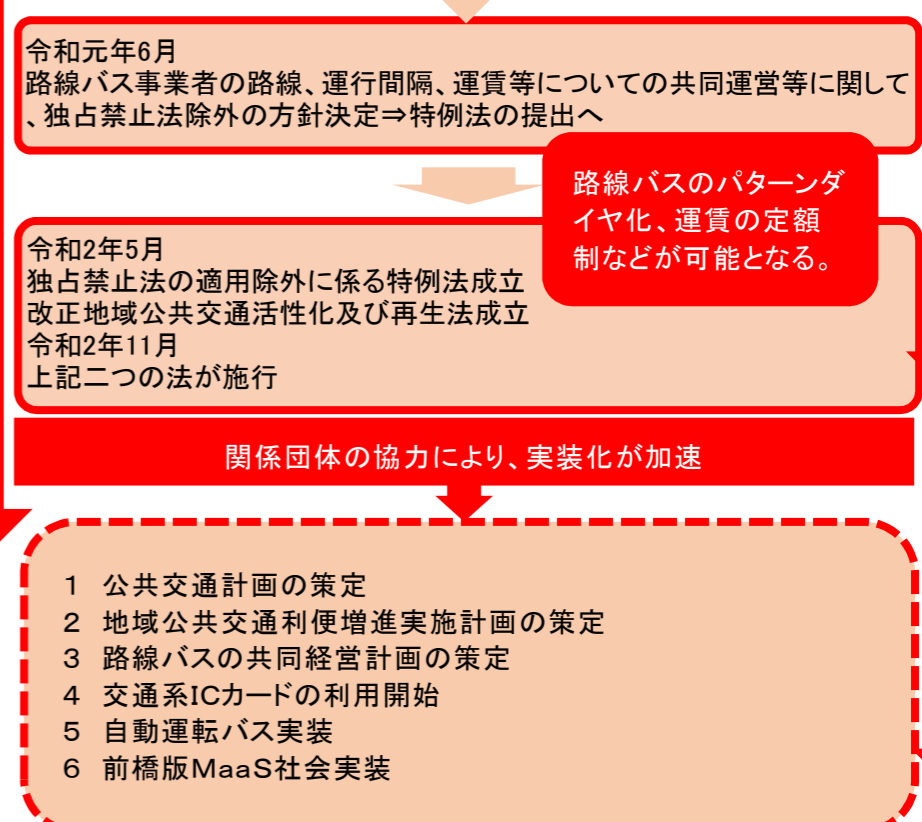 令和元年6月
路線バス事業者の路線、運行間隔、運賃等についての共同運営等に関して
、独占禁止法除外の方針決定⇒特例法の提出へ
路線バスのパターンダ
イヤ化、運賃の定額
制などが可能となる。
令和2年5月
独占禁止法の適用除外に係る特例法成立
改正地域公共交通活性化及び再生法成立
令和2年11月
上記二つの法が施行
関係団体の協力により、実装化が加速
1 公共交通計画の策定
2 地域公共交通利便増進実施計画の策定
3 路線バスの共同経営計画の策定
4 交通系ICカードの利用開始
5 自動運転バス実装
6 前橋版MaaS社会実装